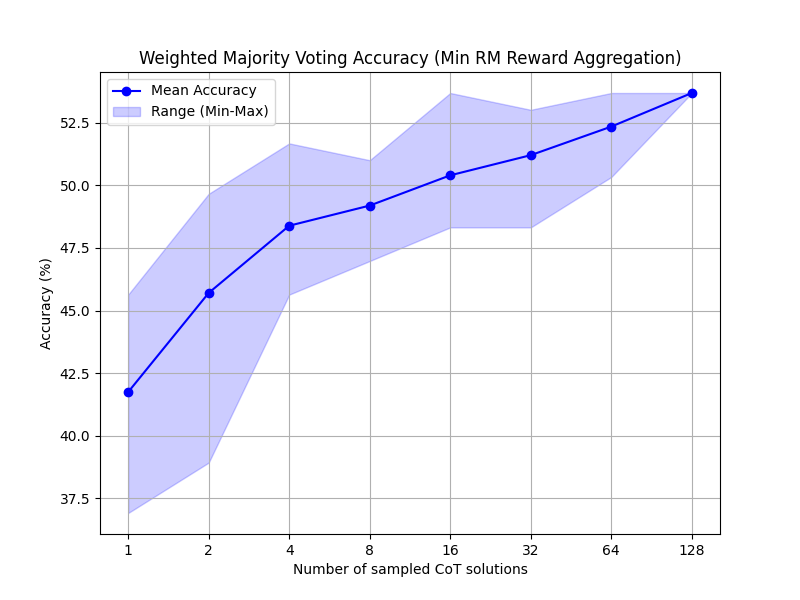 Weighted Majority Voting Accuracy (Min RM Reward Aggregation)
Mean Accuracy
Range (Min-Max)
Accuracy (%)
52.5
50.0
47.5
45.0
42.5
40.0
37.5
1 2 4 8 16 32 64 128
Number of sampled CoT solutions